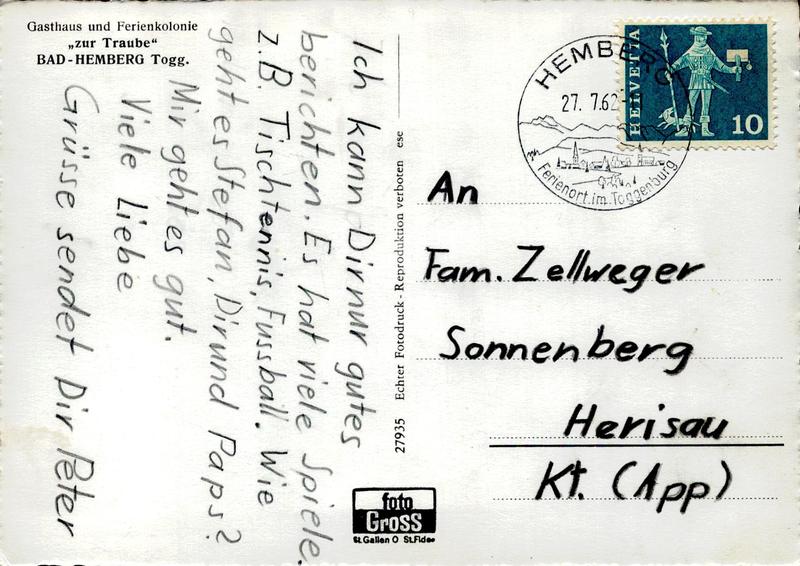 Gasthaus und Ferienkolonie
„zur Traube"
BAD-HEMBERG Togg.
Ich kann Dir nur gutes
berichten. Es hat viele Spiele.
z.B. Tischtennis, Fussball. Wie
geht es Stefan, Dir und Paps?
Mir geht es gut.
Viele liebe
Grüsse sendet Dir Peter
27935 Echter Fotodruck - Reproduktion verboten ese
foto
Gross
St. Gallen O St. Fiden
HEMBERG
27. 7.62
Ferienort im Toggenburg
HELVETIA
10
An
Fam. Zellweger
Sonnenberg
Herisau
Kt. (App)